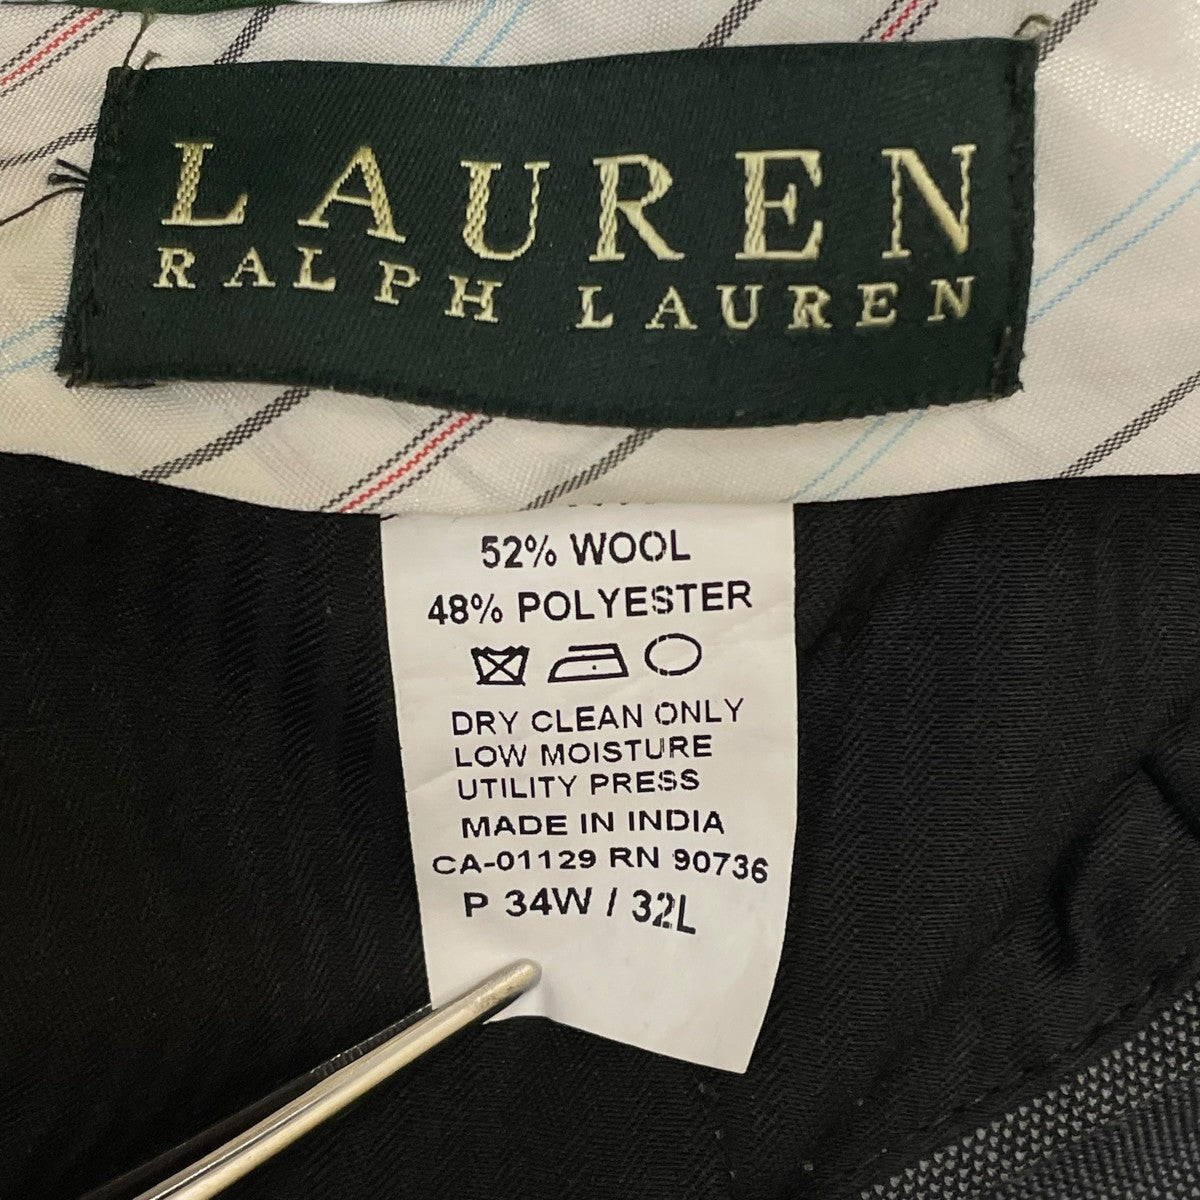 LAUREN
RALPH LAUREN
52% WOOL
48% POLYESTER
DRY CLEAN ONLY
LOW MOISTURE
UTILITY PRESS
MADE IN INDIA
CA-01129 RN 90736
P 34W / 32L